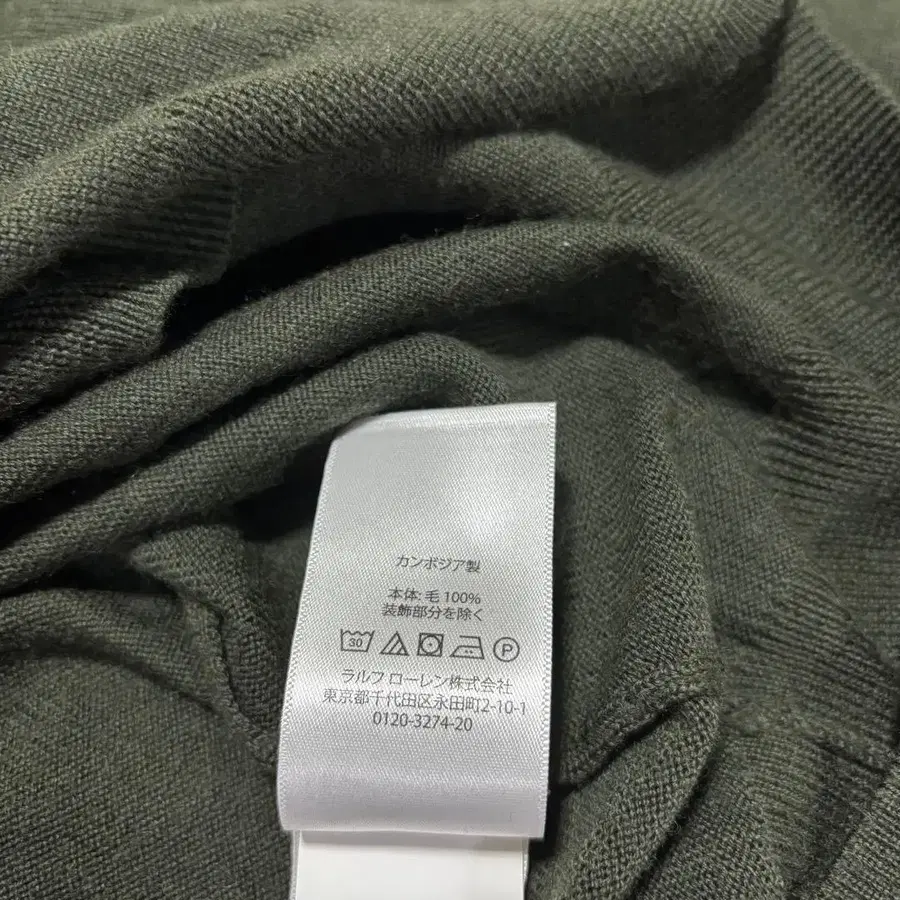 カンボジア製
本体: 毛 100%
装飾部分を除く
30 P
ラルフ ローレン株式会社
東京都千代田区永田町2-10-1
0120-3274-20